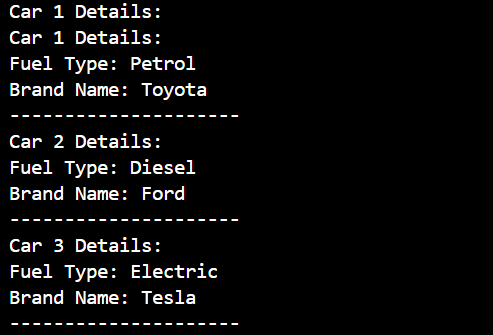 Car 1 Details:
Car 1 Details:
Fuel Type: Petrol
Brand Name: Toyota
---------------------
Car 2 Details:
Fuel Type: Diesel
Brand Name: Ford
---------------------
Car 3 Details:
Fuel Type: Electric
Brand Name: Tesla
---------------------